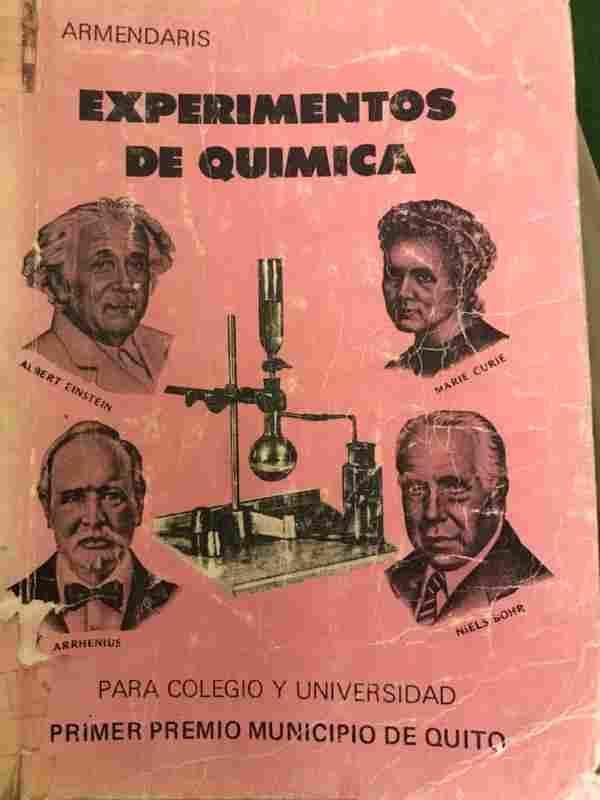 ARMENDARIS
EXPERIMENTOS
DE QUIMICA
ALBERT EINSTEIN
MARIE CURIE
ARRHENIUS
NIELS BOHR
PARA COLEGIO Y UNIVERSIDAD
PRIMER PREMIO MUNICIPIO DE QUITO